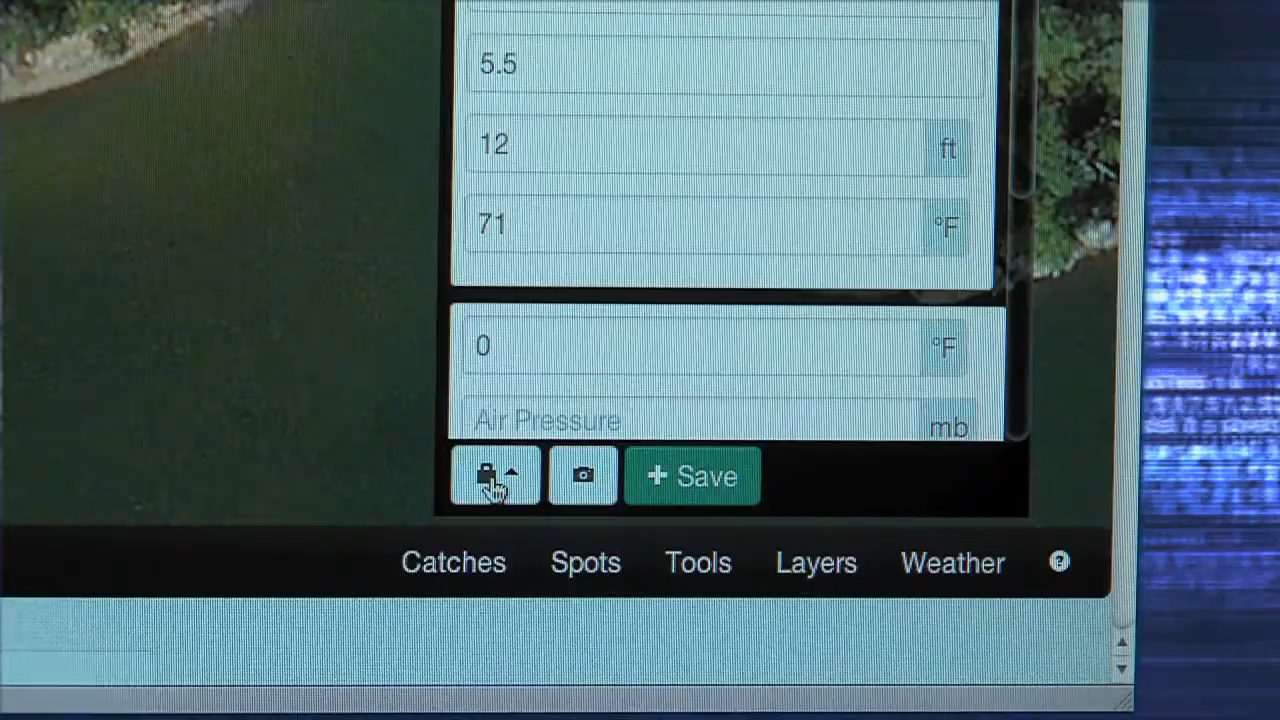 5.5
12 ft
71 °F
0 °F
Air Pressure mb
+ Save
Catches Spots Tools Layers Weather ?